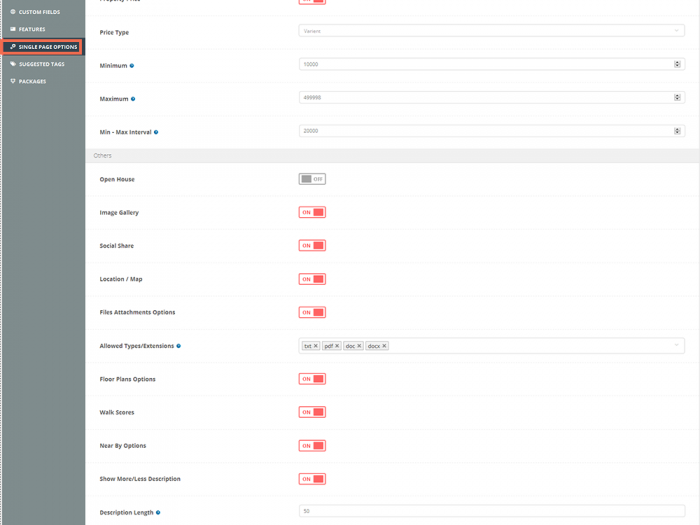 CUSTOM FIELDS
FEATURES
SINGLE PAGE OPTIONS
SUGGESTED TAGS
PACKAGES
Property Price
Price Type
Generic
Minimum
10000
Maximum
499998
Min - Max Interval
20000
Others
Open House
OFF
Image Gallery
ON
Social Share
ON
Location / Map
ON
Files Attachments Options
ON
Allowed Types/Extensions
txt × pdf × doc × docx ×
Floor Plans Options
ON
Walk Scores
ON
Near By Options
ON
Show More/Less Description
ON
Description Length
50